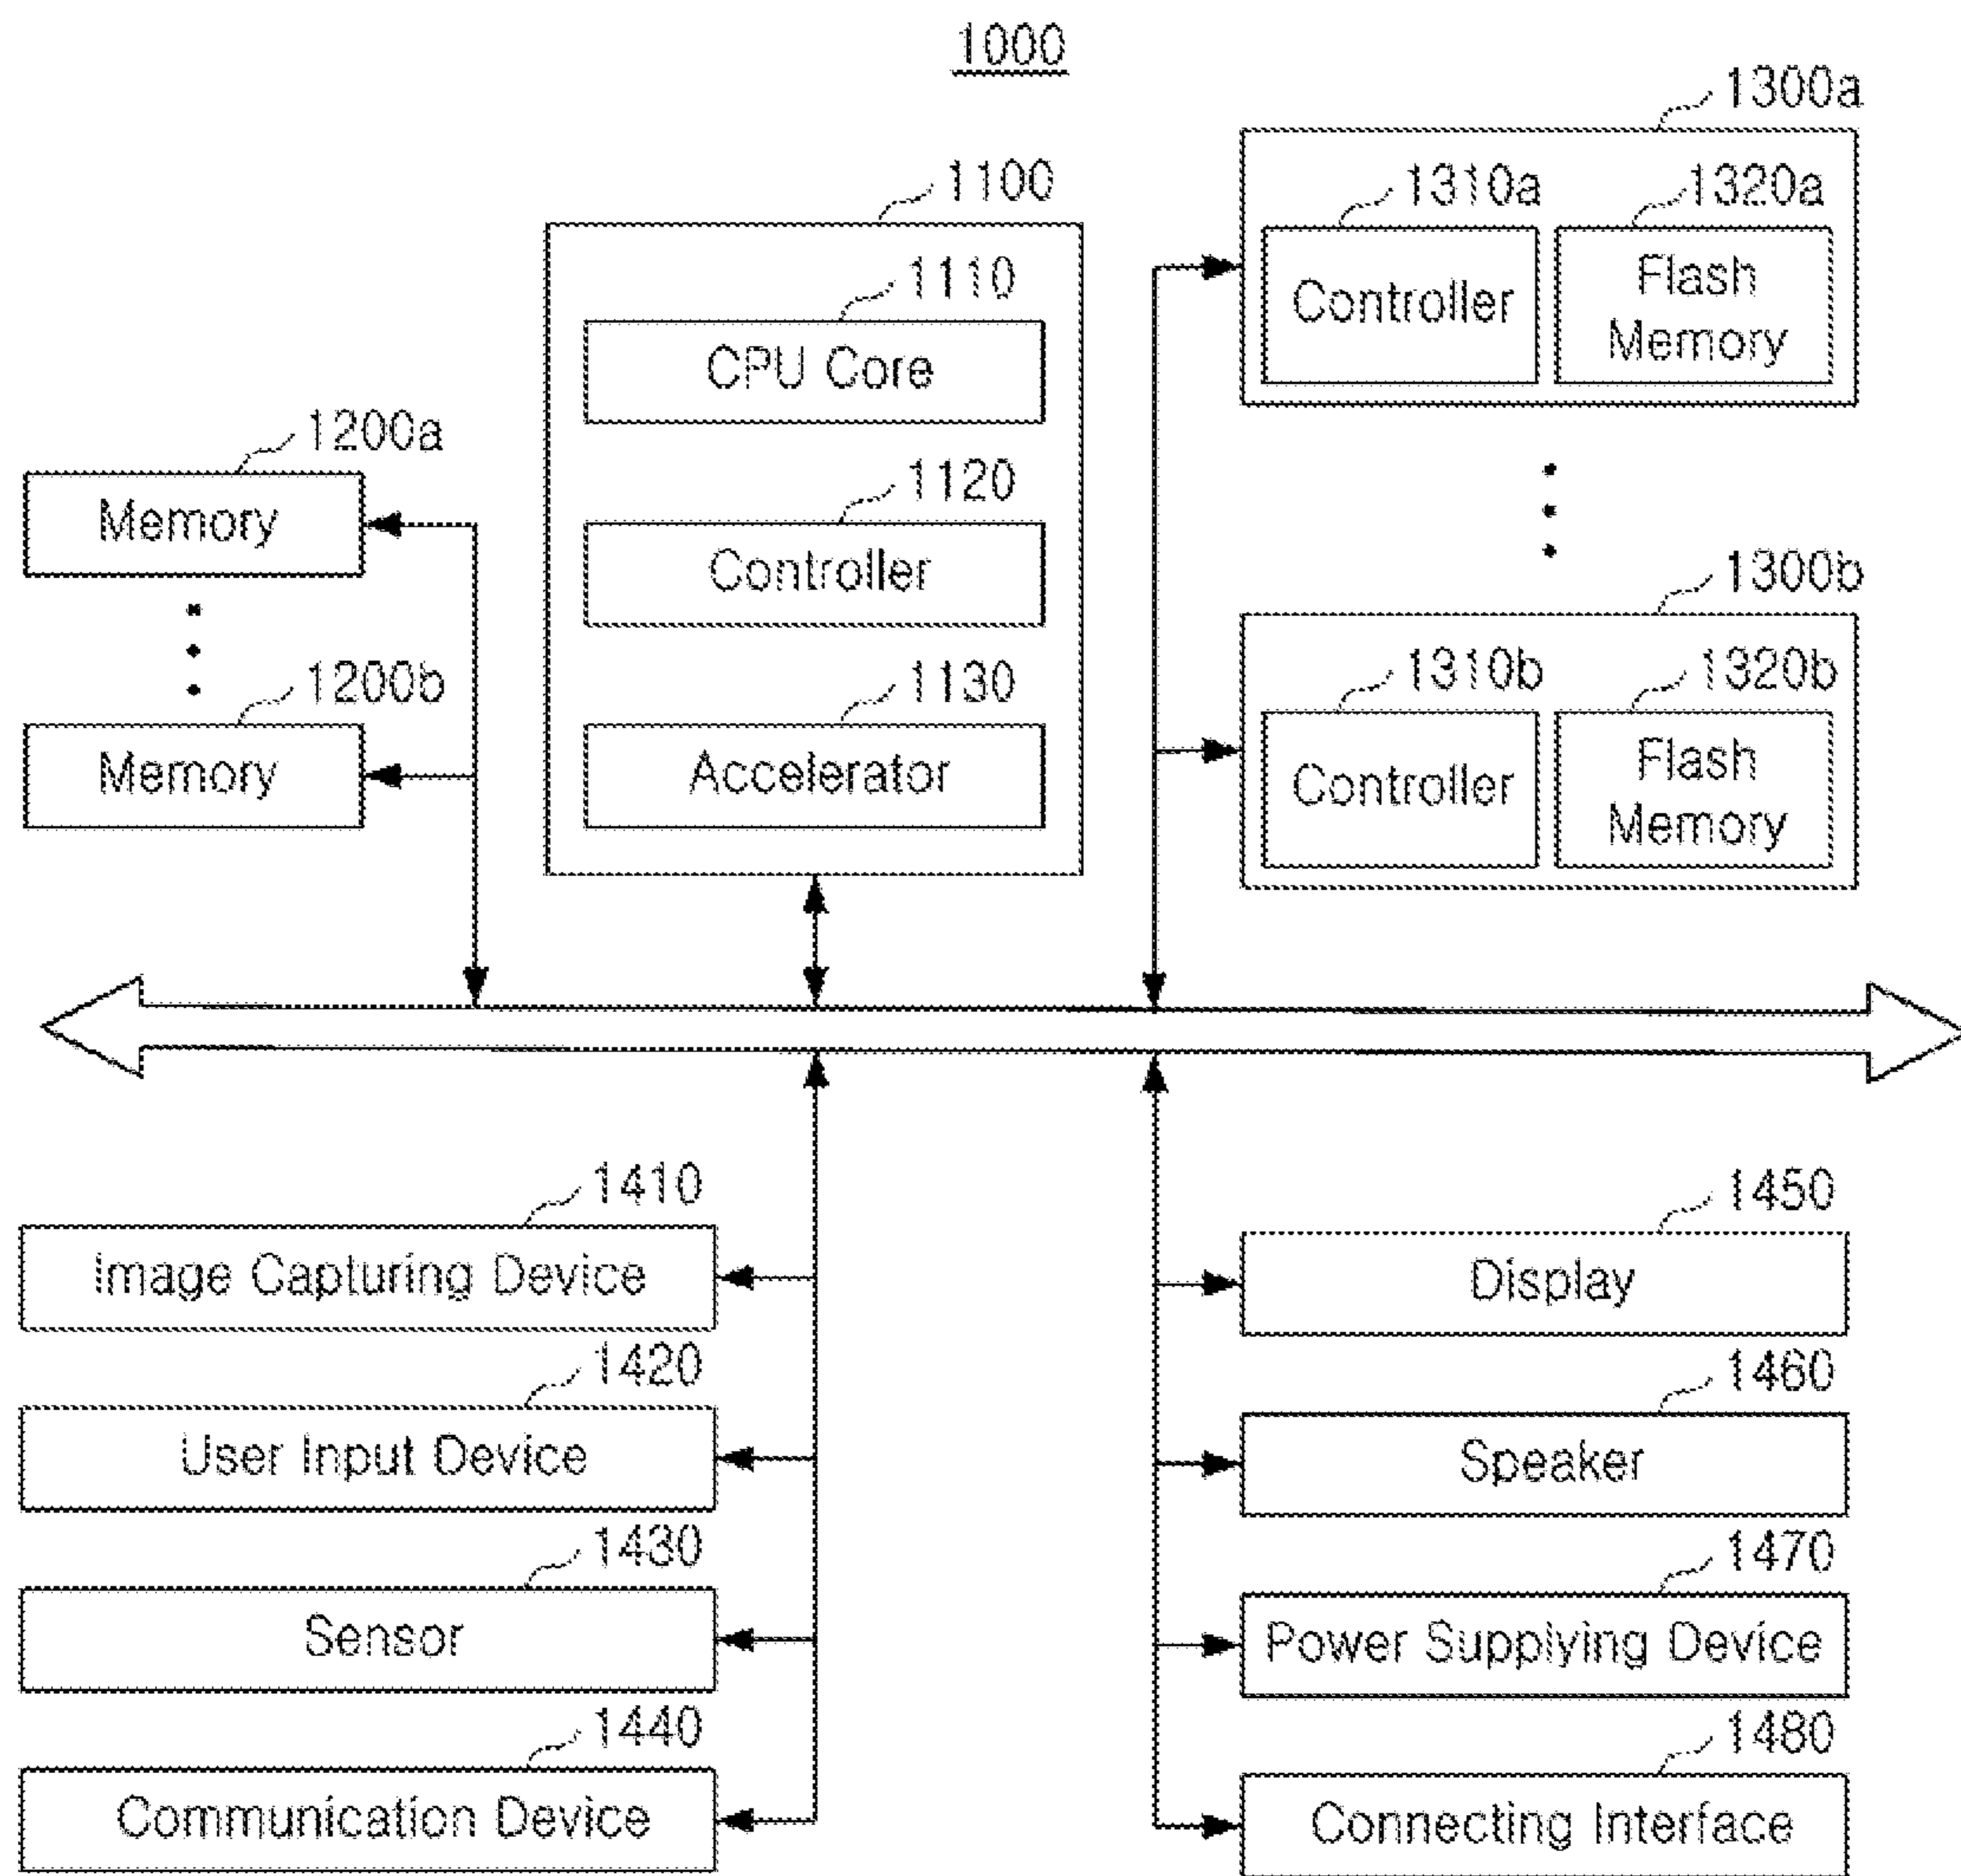 1000
1100
1110
CPU Core
1120
Controller
1130
Accelerator
1200a
Memory
1200b
Memory
1300a
1310a
Controller
1320a
Flash
Memory
1300b
1310b
Controller
1320b
Flash
Memory
1410
Image Capturing Device
1420
User Input Device
1430
Sensor
1440
Communication Device
1450
Display
1460
Speaker
1470
Power Supplying Device
1480
Connecting Interface